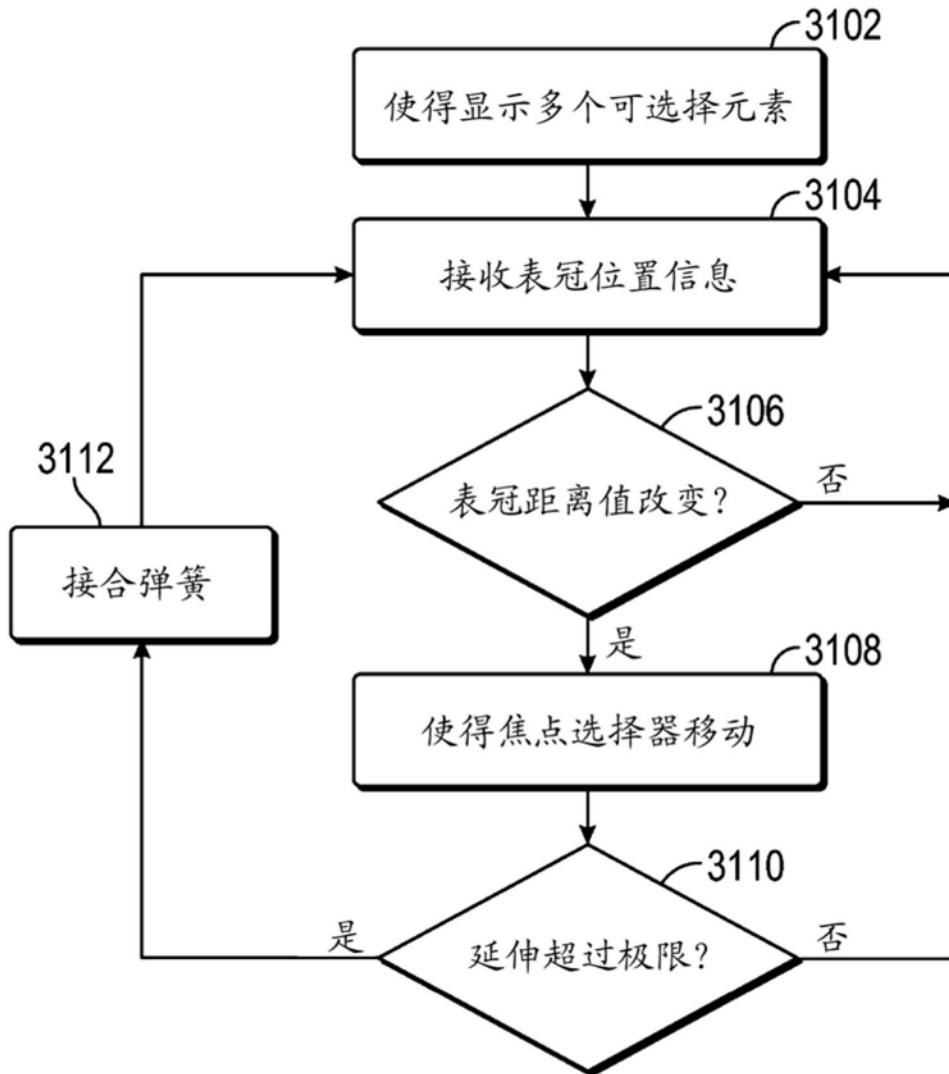 3102
使得显示多个可选择元素
3104
接收表冠位置信息
3106
表冠距离值改变?
否
3112
接合弹簧
是
3108
使得焦点选择器移动
3110
延伸超过极限?
是
否